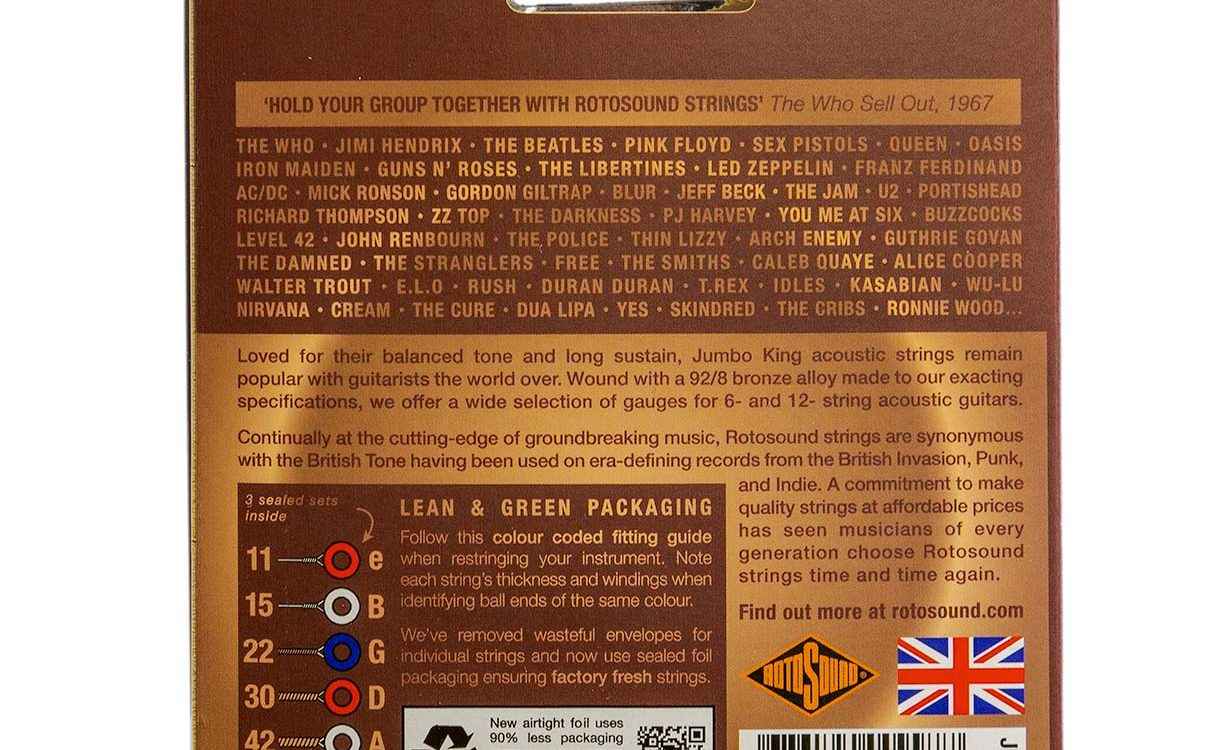 'HOLD YOUR GROUP TOGETHER WITH ROTOSOUND STRINGS' The Who Sell Out, 1967
THE WHO • JIMI HENDRIX • THE BEATLES • PINK FLOYD • SEX PISTOLS • QUEEN • OASIS
IRON MAIDEN • GUNS N' ROSES • THE LIBERTINES • LED ZEPPELIN • FRANZ FERDINAND
AC/DC • MICK RONSON • GORDON GILTRAP • BLUR • JEFF BECK • THE JAM • U2 • PORTISHEAD
RICHARD THOMPSON • ZZ TOP • THE DARKNESS • PJ HARVEY • YOU ME AT SIX • BUZZCOCKS
LEVEL 42 • JOHN RENBOURN • THE POLICE • THIN LIZZY • ARCH ENEMY • GUTHRIE GOVAN
THE DAMNED • THE STRANGLERS • FREE • THE SMITHS • CALEB QUAYE • ALICE COOPER
WALTER TROUT • E.L.O • RUSH • DURAN DURAN • T.REX • IDLES • KASABIAN • WU-LU
NIRVANA • CREAM • THE CURE • DUA LIPA • YES • SKINDRED • THE CRIBS • RONNIE WOOD...
Loved for their balanced tone and long sustain, Jumbo King acoustic strings remain
popular with guitarists the world over. Wound with a 92/8 bronze alloy made to our exacting
specifications, we offer a wide selection of gauges for 6- and 12- string acoustic guitars.
Continually at the cutting-edge of groundbreaking music, Rotosound strings are synonymous
with the British Tone having been used on era-defining records from the British Invasion, Punk,
and Indie. A commitment to make
quality strings at affordable prices
has seen musicians of every
generation choose Rotosound
strings time and time again.
Find out more at rotosound.com
3 sealed sets
inside
11 e
15 B
22 G
30 D
42 A
LEAN & GREEN PACKAGING
Follow this colour coded fitting guide
when restringing your instrument. Note
each string's thickness and windings when
identifying ball ends of the same colour.
We've removed wasteful envelopes for
individual strings and now use sealed foil
packaging ensuring factory fresh strings.
New airtight foil uses
90% less packaging
ROTOSOUND®